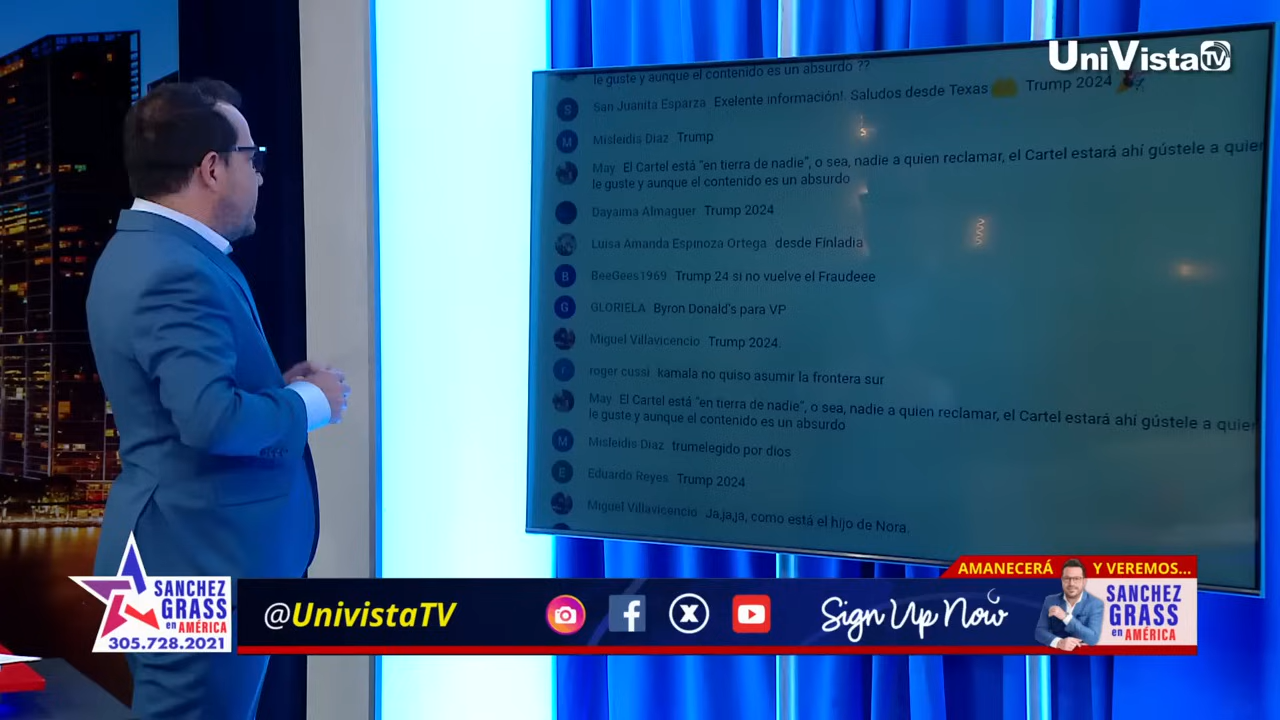 UniVista TV
le guste y aunque el contenido es un absurdo ??
San Juanita Esparza Exelente información!. Saludos desde Texas Trump 2024
Misleidis Diaz Trump
May El Cartel está "en tierra de nadie", o sea, nadie a quien reclamar, el Cartel estará ahí gústele a quien
le guste y aunque el contenido es un absurdo
Dayaima Almaguer Trump 2024
Luisa Amanda Espinoza Ortega desde Finladia
B BeeGees1969 Trump 24 si no vuelve el Fraudeee
G GLORIELA Byron Donald's para VP
Miguel Villavicencio Trump 2024.
r roger cussi kamala no quiso asumir la frontera sur
May El Cartel está "en tierra de nadie", o sea, nadie a quien reclamar, el Cartel estará ahí gústele a quien
le guste y aunque el contenido es un absurdo
M Misleidis Diaz trumelegido por dios
E Eduardo Reyes Trump 2024
Miguel Villavicencio Ja,ja,ja, como está el hijo de Nora.
AMANECERÁ Y VEREMOS...
SANCHEZ
GRASS
en AMÉRICA
305.728.2021
@UnivistaTV
Sign Up Now
SANCHEZ
GRASS
en AMÉRICA